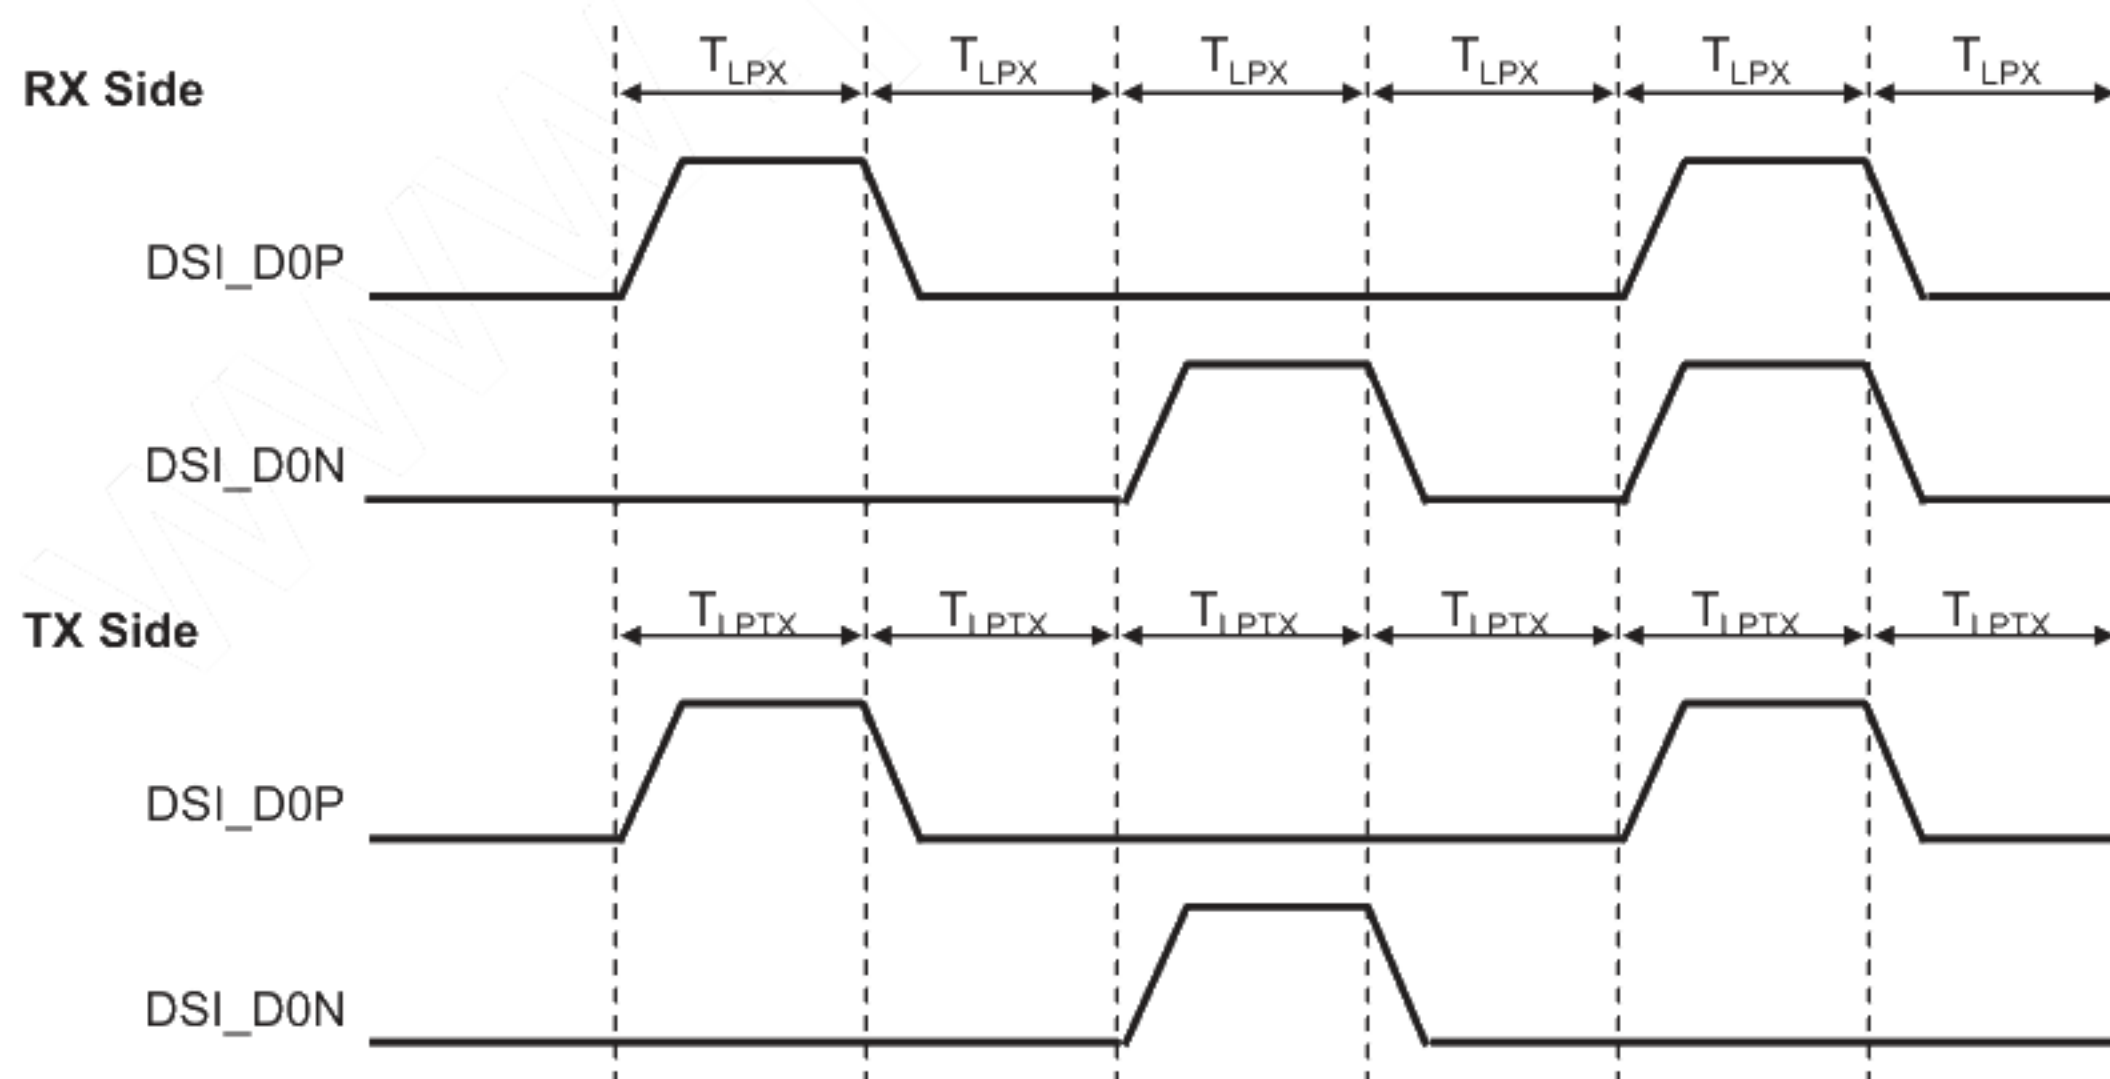 RX Side
T_LPX T_LPX T_LPX T_LPX T_LPX T_LPX
DSI_D0P
DSI_D0N
TX Side
T_LPTX T_LPTX T_LPTX T_LPTX T_LPTX T_LPTX
DSI_D0P
DSI_D0N